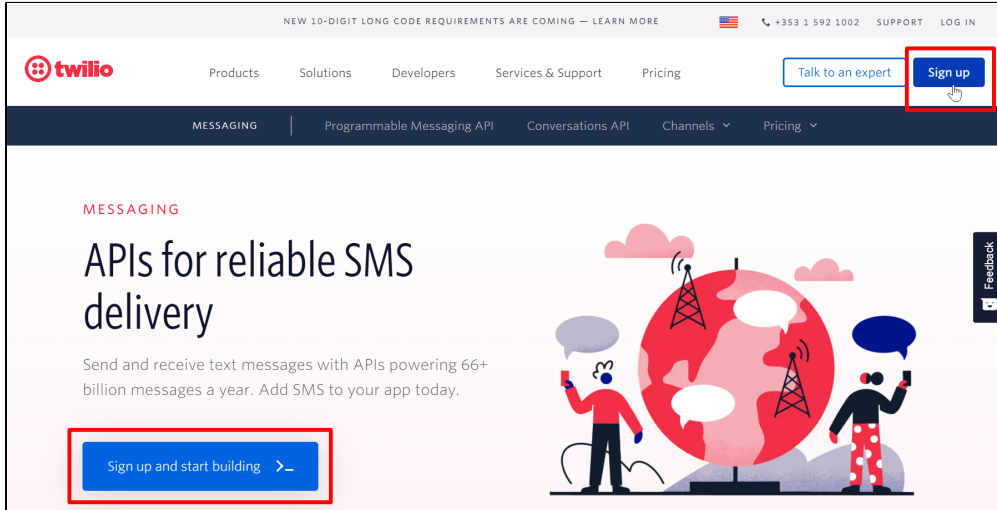 NEW 10-DIGIT LONG CODE REQUIREMENTS ARE COMING — LEARN MORE +353 1 592 1002 SUPPORT LOG IN
twilio Products Solutions Developers Services & Support Pricing Talk to an expert Sign up
MESSAGING Programmable Messaging API Conversations API Channels Pricing
MESSAGING
APIs for reliable SMS
delivery
Send and receive text messages with APIs powering 66+
billion messages a year. Add SMS to your app today.
Sign up and start building >_
Feedback